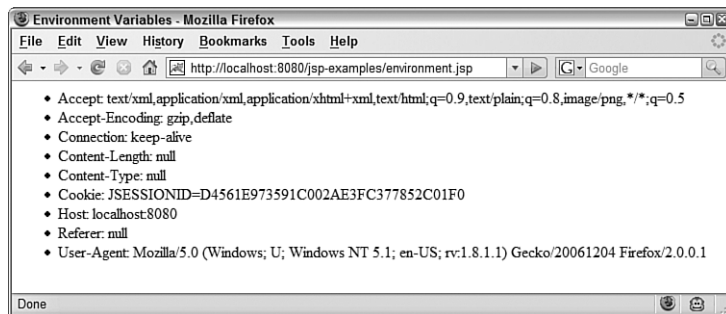 Environment Variables - Mozilla Firefox
File Edit View History Bookmarks Tools Help
http://localhost:8080/jsp-examples/environment.jsp G Google
• Accept: text/xml,application/xml,application/xhtml+xml,text/html;q=0.9,text/plain;q=0.8,image/png,*/*;q=0.5
• Accept-Encoding: gzip,deflate
• Connection: keep-alive
• Content-Length: null
• Content-Type: null
• Cookie: JSESSIONID=D4561E973591C002AE3FC377852C01F0
• Host: localhost:8080
• Referer: null
• User-Agent: Mozilla/5.0 (Windows; U; Windows NT 5.1; en-US; rv:1.8.1.1) Gecko/20061204 Firefox/2.0.0.1
Done